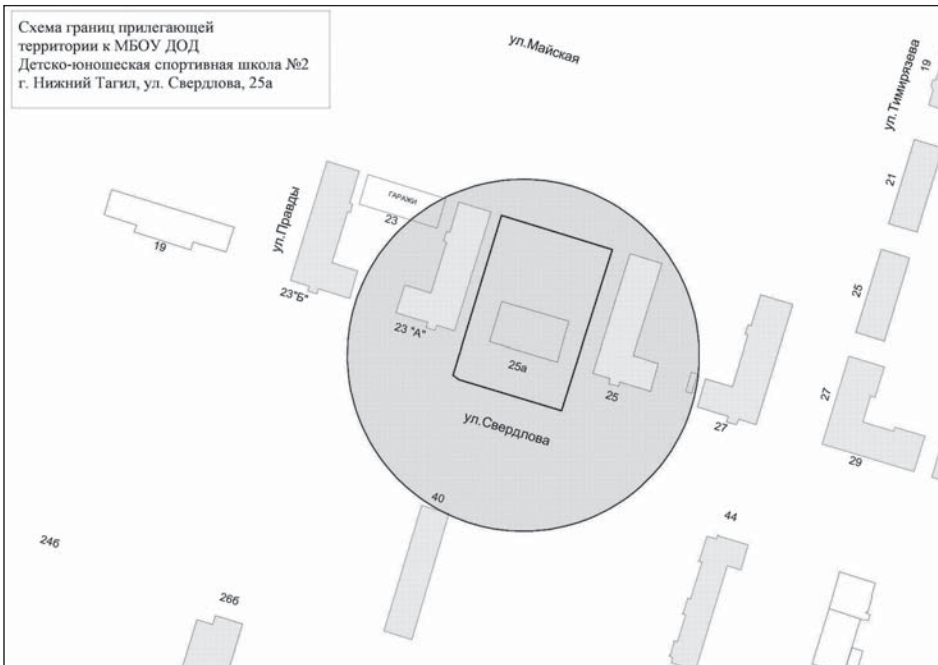 Схема границ прилегающей
территории к МБОУ ДОД
Детско-юношеская спортивная школа №2
г. Нижний Тагил, ул. Свердлова, 25а
ул.Майская
ул.Тимирязева
19
21
ул.Правды
ГАРАЖИ
23
19
25
23"Б"
23 "А"
25а
25
27
27
ул.Свердлова
29
40
44
24б
26б